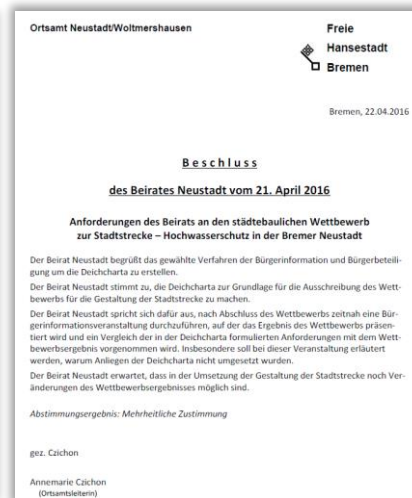 Ortsamt Neustadt/Woltmershausen
Freie
Hansestadt
Bremen
Bremen, 22.04.2016
B e s c h l u s s
des Beirates Neustadt vom 21. April 2016
Anforderungen des Beirats an den städtebaulichen Wettbewerb
zur Stadtstrecke – Hochwasserschutz in der Bremer Neustadt
Der Beirat Neustadt begrüßt das gewählte Verfahren der Bürgerinformation und Bürgerbeteili-
gung um die Deichcharta zu erstellen.
Der Beirat Neustadt stimmt zu, die Deichcharta zur Grundlage für die Ausschreibung des Wett-
bewerbs für die Gestaltung der Stadtstrecke zu machen.
Der Beirat Neustadt spricht sich dafür aus, nach Abschluss des Wettbewerbs zeitnah eine Bür-
gerinformationsveranstaltung durchzuführen, auf der das Ergebnis des Wettbewerbs präsen-
tiert wird und ein Vergleich der in der Deichcharta formulierten Anforderungen mit dem Wett-
bewerbsergebnis vorgenommen wird. Insbesondere soll bei dieser Veranstaltung erläutert
werden, warum Anliegen der Deichcharta nicht umgesetzt wurden.
Der Beirat Neustadt erwartet, dass in der Umsetzung der Gestaltung der Stadtstrecke noch Ver-
änderungen des Wettbewerbsergebnisses möglich sind.
Abstimmungsergebnis: Mehrheitliche Zustimmung
gez. Czichon
Annemarie Czichon
(Ortsamtsleiterin)